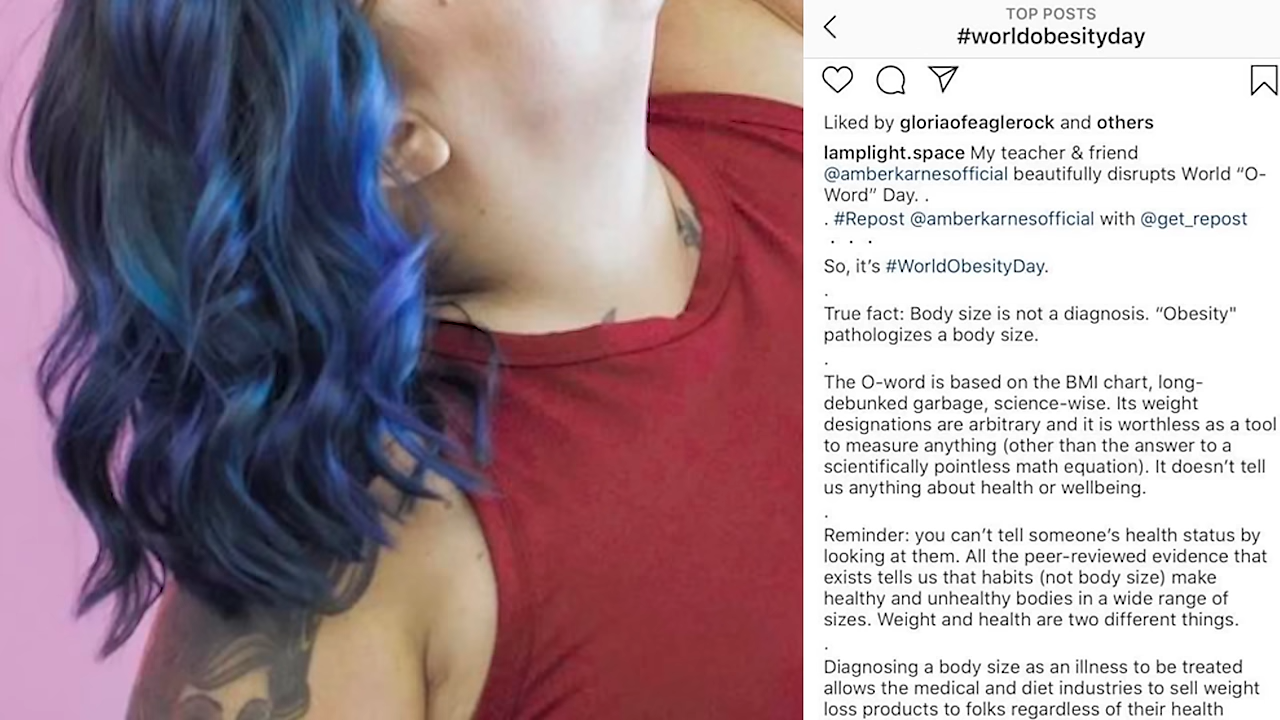 TOP POSTS
#worldobesityday
Liked by gloriaofeaglerock and others
lamplight.space My teacher & friend
@amberkarnesofficial beautifully disrupts World “O-
Word” Day. .
. #Repost @amberkarnesofficial with @get_repost
・・・
So, it’s #WorldObesityDay.
.
True fact: Body size is not a diagnosis. “Obesity"
pathologizes a body size.
.
The O-word is based on the BMI chart, long-
debunked garbage, science-wise. Its weight
designations are arbitrary and it is worthless as a tool
to measure anything (other than the answer to a
scientifically pointless math equation). It doesn’t tell
us anything about health or wellbeing.
.
Reminder: you can’t tell someone’s health status by
looking at them. All the peer-reviewed evidence that
exists tells us that habits (not body size) make
healthy and unhealthy bodies in a wide range of
sizes. Weight and health are two different things.
.
Diagnosing a body size as an illness to be treated
allows the medical and diet industries to sell weight
loss products to folks regardless of their health